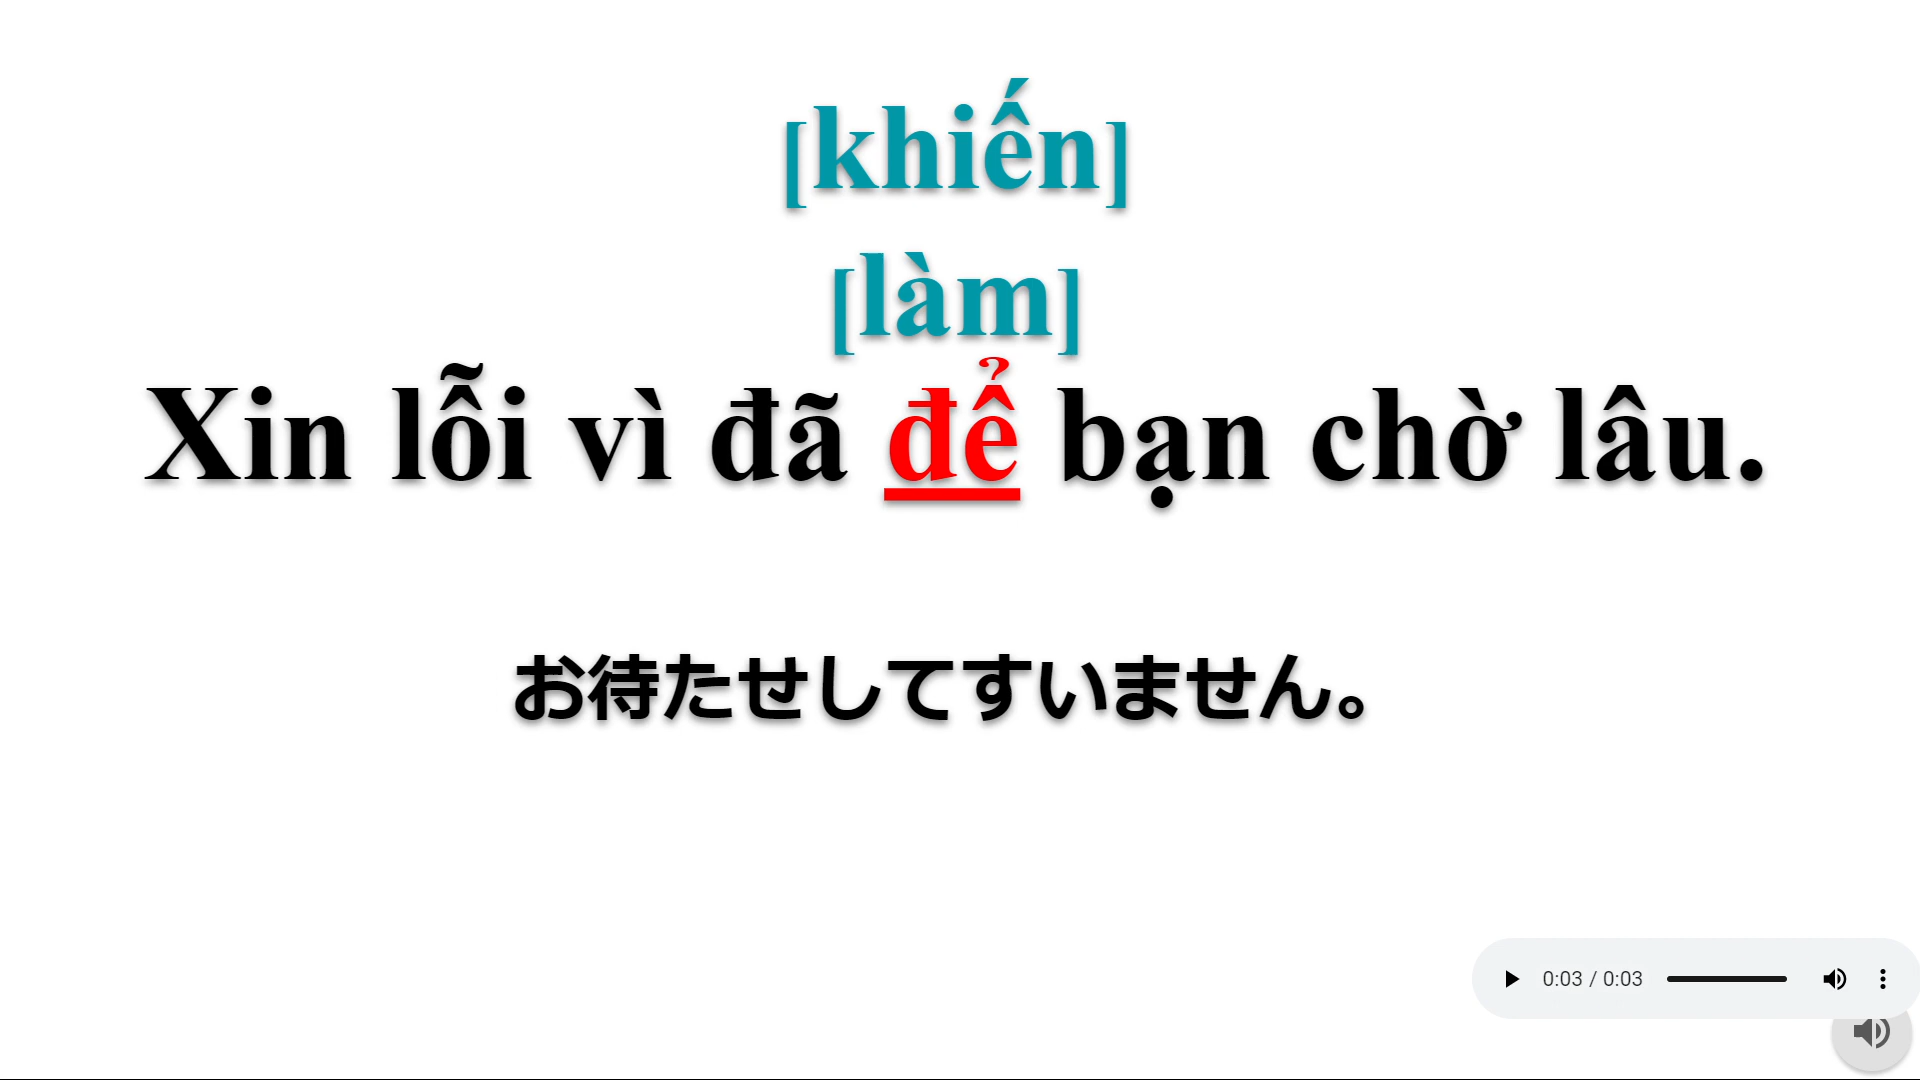 [khiến]
[làm]
Xin lỗi vì đã để bạn chờ lâu.
お待たせしてすいません。
0:03 / 0:03